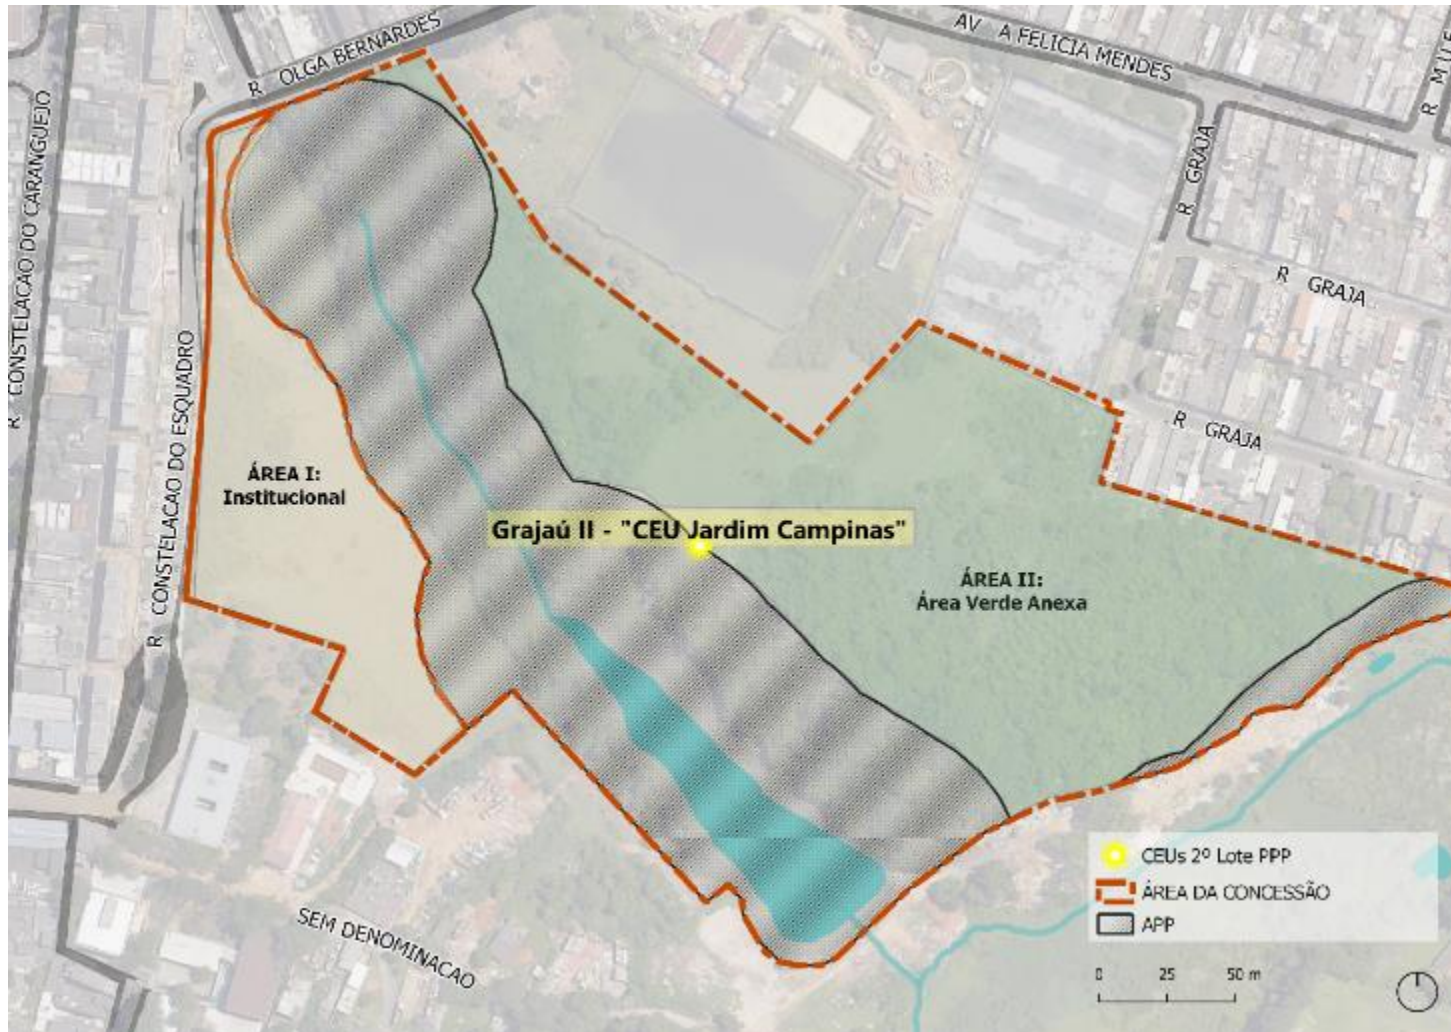 R OLGA BERNARDES
AV A FELICIA MENDES
R CONSTELACAO DO CARANGUEJO
R GRAJA
R GRAJA
R GRAJA
R CONSTELACAO DO ESQUADRO
ÁREA I:
Institucional
Grajaú II - "CEU Jardim Campinas"
ÁREA II:
Área Verde Anexa
SEM DENOMINACAO
CEUs 2º Lote PPP
ÁREA DA CONCESSÃO
APP
0 25 50 m